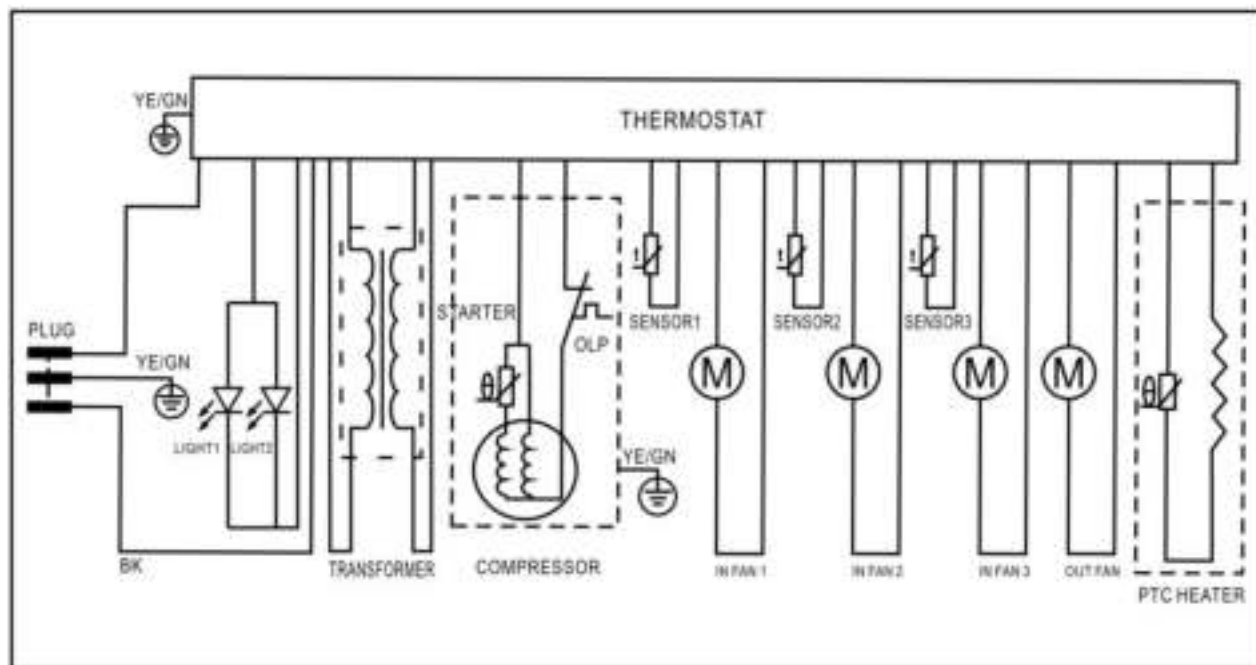 YE/GN
THERMOSTAT
PLUG
YE/GN
LIGHT1
LIGHT2
BK
TRANSFORMER
STARTER
OLP
θ
COMPRESSOR
YE/GN
t
SENSOR1
t
SENSOR2
t
SENSOR3
M
M
M
M
IN FAN 1
IN FAN 2
IN FAN 3
OUT FAN
θ
PTC HEATER